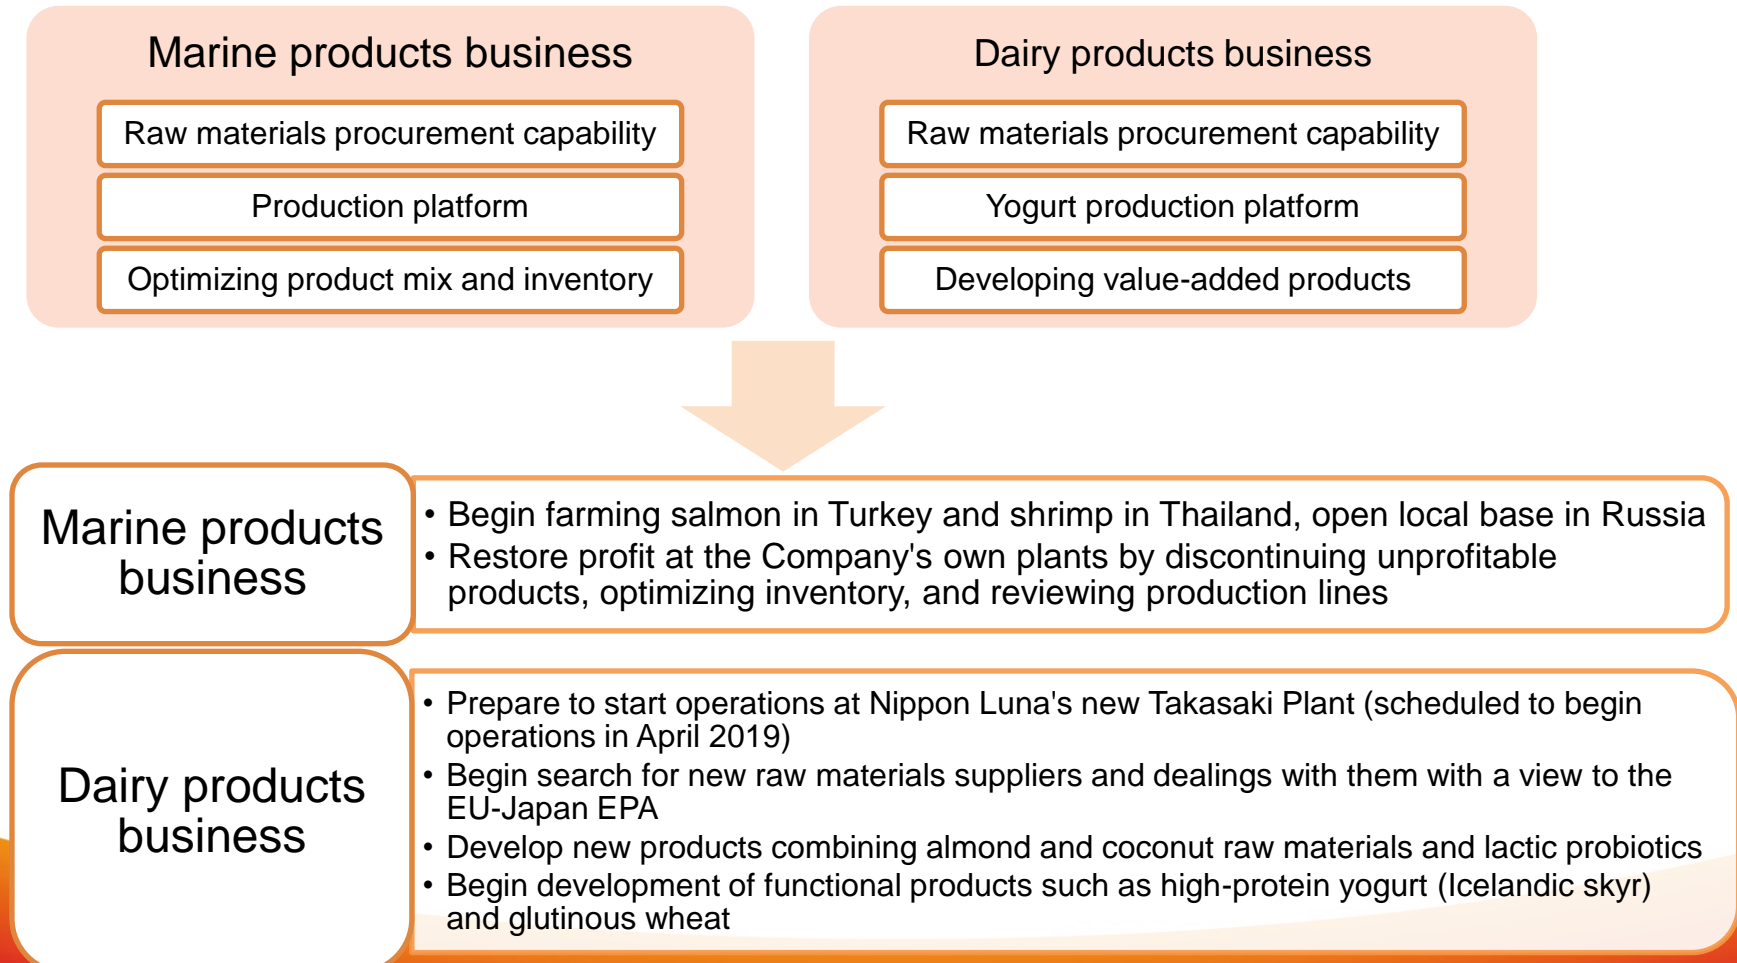 Marine products business
Raw materials procurement capability
Production platform
Optimizing product mix and inventory
Dairy products business
Raw materials procurement capability
Yogurt production platform
Developing value-added products
Marine products
business
• Begin farming salmon in Turkey and shrimp in Thailand, open local base in Russia
• Restore profit at the Company's own plants by discontinuing unprofitable
products, optimizing inventory, and reviewing production lines
Dairy products
business
• Prepare to start operations at Nippon Luna's new Takasaki Plant (scheduled to begin
operations in April 2019)
• Begin search for new raw materials suppliers and dealings with them with a view to the
EU-Japan EPA
• Develop new products combining almond and coconut raw materials and lactic probiotics
• Begin development of functional products such as high-protein yogurt (Icelandic skyr)
and glutinous wheat